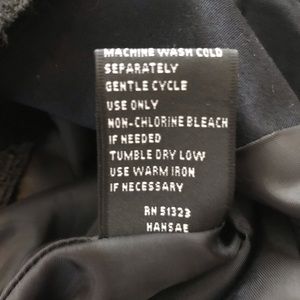 MACHINE WASH COLD
SEPARATELY
GENTLE CYCLE
USE ONLY
NON-CHLORINE BLEACH
IF NEEDED
TUMBLE DRY LOW
USE WARM IRON
IF NECESSARY
RN 51323
HANSAE